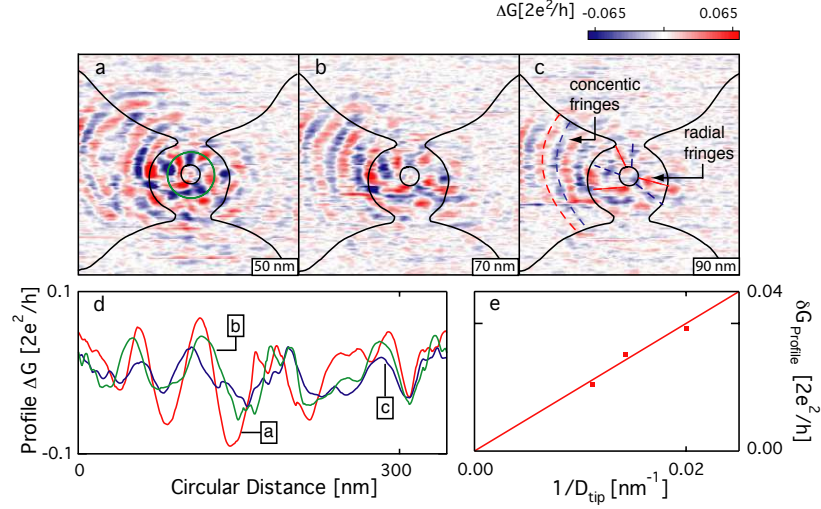 ΔG[2e²/h] -0.065 0.065
a b c
concentic
fringes
radial
fringes
50 nm 70 nm 90 nm
d e
0.1
-0.1
Profile ΔG [2e²/h]
b
c
a
0 300
Circular Distance [nm]
0.04
0.00
δG_Profile [2e²/h]
0.00 0.02
1/D_tip [nm⁻¹]